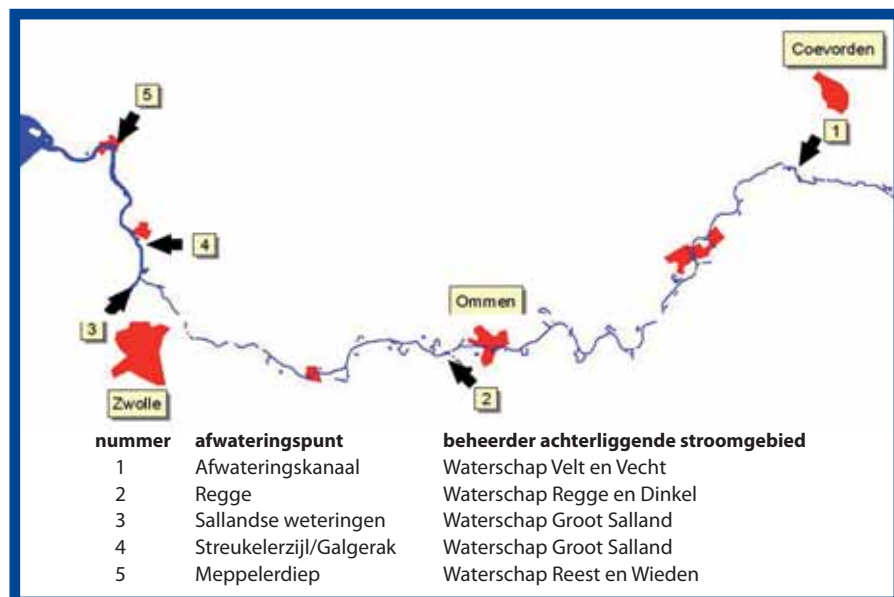 Coevorden
5
1
4
Ommen
3
Zwolle
2
nummer afwateringspunt beheerder achterliggende stroomgebied
1 Afwateringskanaal Waterschap Velt en Vecht
2 Regge Waterschap Regge en Dinkel
3 Sallandse weteringen Waterschap Groot Salland
4 Streukelerzijl/Galgerak Waterschap Groot Salland
5 Meppelerdiep Waterschap Reest en Wieden